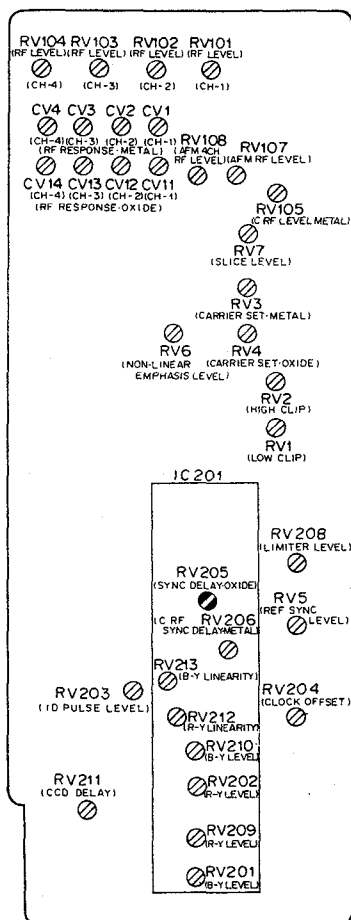 RV104 RV103 RV102 RV101
(RF LEVEL) (RF LEVEL) (RF LEVEL) (RF LEVEL)
(CH-4) (CH-3) (CH-2) (CH-1)
CV4 CV3 CV2 CV1
(CH-4) (CH-3) (CH-2) (CH-1)
(RF RESPONSE·METAL)
RV108
(AFM 4CH
RF LEVEL)
RV107
(AFM RF LEVEL)
CV14 CV13 CV12 CV11
(CH-4) (CH-3) (CH-2) (CH-1)
(RF RESPONSE-OXIDE)
RV105
(C RF LEVEL METAL)
RV7
(SLICE LEVEL)
RV3
(CARRIER SET-METAL)
RV6
(NON-LINEAR
EMPHASIS LEVEL)
RV4
(CARRIER SET-OXIDE)
RV2
(HIGH CLIP)
RV1
(LOW CLIP)
IC201
RV208
(LIMITER LEVEL)
RV205
(SYNC DELAY-OXIDE)
RV5
(REF SYNC
LEVEL)
RV206
(C RF
SYNC DELAY-METAL)
RV213
(B-Y LINEARITY)
RV203
(ID PULSE LEVEL)
RV204
(CLOCK OFFSET)
RV212
(R-Y LINEARITY)
RV210
(B-Y LEVEL)
RV211
(CCD DELAY)
RV202
(R-Y LEVEL)
RV209
(R-Y LEVEL)
RV201
(B-Y LEVEL)